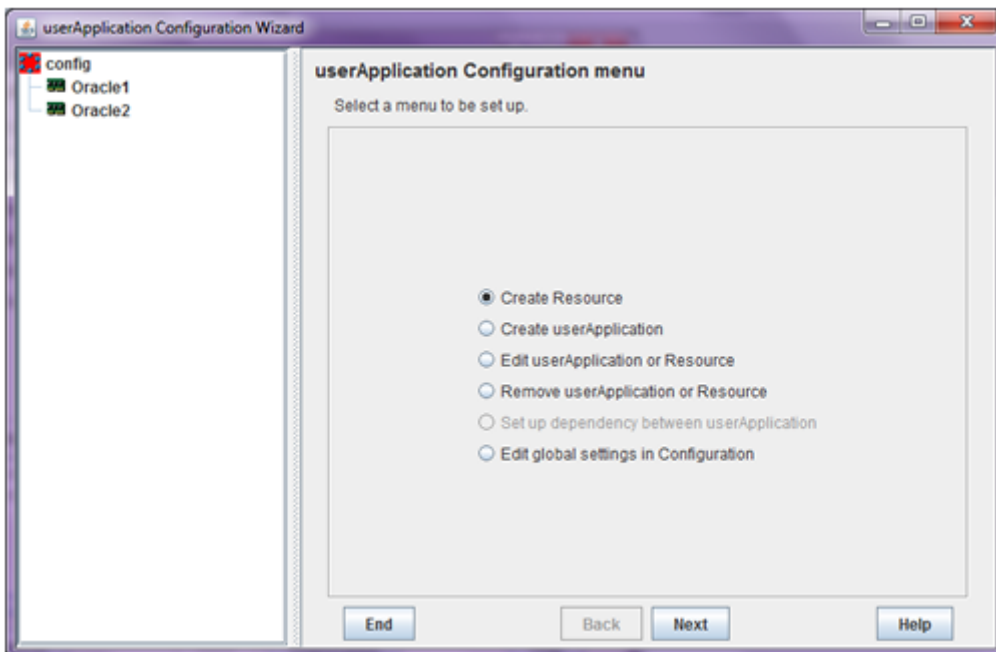 userApplication Configuration Wizard
config
Oracle1
Oracle2
userApplication Configuration menu
Select a menu to be set up.
Create Resource
Create userApplication
Edit userApplication or Resource
Remove userApplication or Resource
Set up dependency between userApplication
Edit global settings in Configuration
End
Back
Next
Help